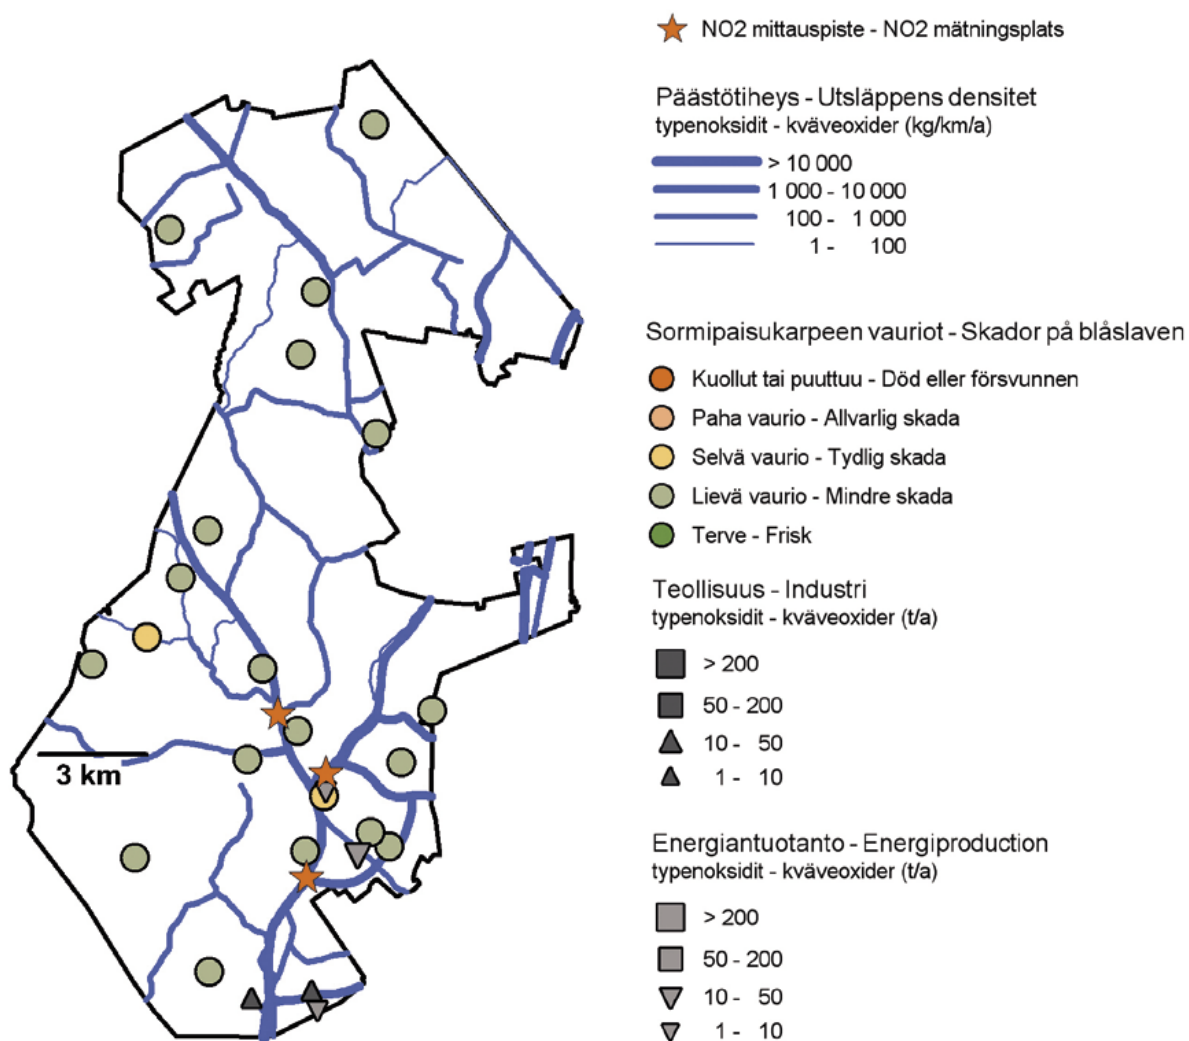 NO2 mittauspiste - NO2 mätningsplats
Päästötiheys - Utsläppens densitet
typenoksidit - kväveoxider (kg/km/a)
> 10 000
1 000 - 10 000
100 - 1 000
1 - 100
Sormipaisukarpeen vauriot - Skador på blåslaven
Kuollut tai puuttuu - Död eller försvunnen
Paha vaurio - Allvarlig skada
Selvä vaurio - Tydlig skada
Lievä vaurio - Mindre skada
Terve - Frisk
Teollisuus - Industri
typenoksidit - kväveoxider (t/a)
> 200
50 - 200
10 - 50
1 - 10
Energiantuotanto - Energiproduction
typenoksidit - kväveoxider (t/a)
> 200
50 - 200
10 - 50
1 - 10
3 km